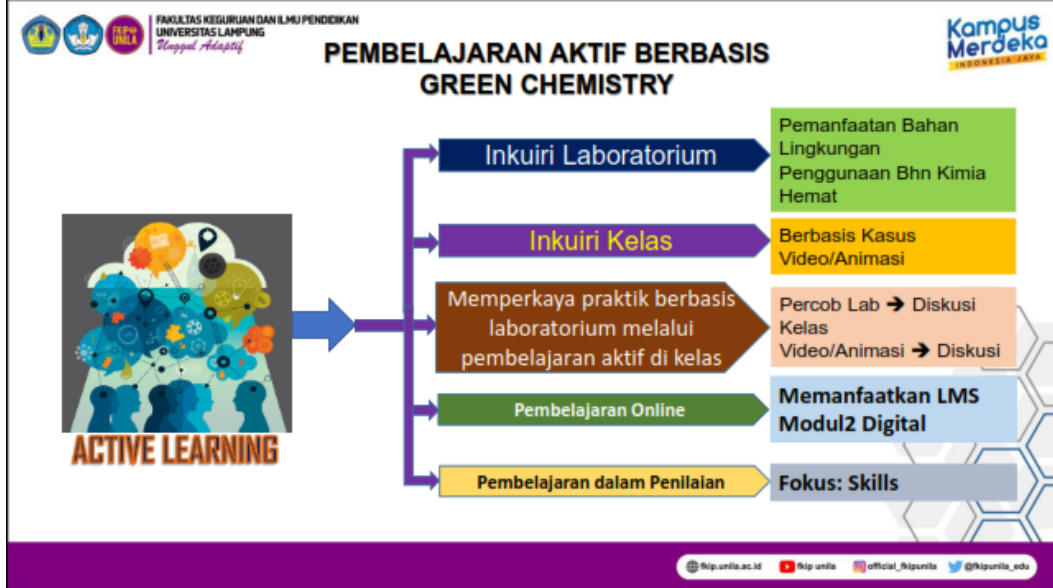 FAKULTAS KEGURUAN DAN ILMU PENDIDIKAN
UNIVERSITAS LAMPUNG
Unggul Adaptif
FKIP
UNILA
Kampus
Merdeka
INDONESIA JAYA
PEMBELAJARAN AKTIF BERBASIS
GREEN CHEMISTRY
Inkuiri Laboratorium
Pemanfaatan Bahan
Lingkungan
Penggunaan Bhn Kimia
Hemat
Inkuiri Kelas
Berbasis Kasus
Video/Animasi
Memperkaya praktik berbasis
laboratorium melalui
pembelajaran aktif di kelas
Percob Lab ➔ Diskusi
Kelas
Video/Animasi ➔ Diskusi
Pembelajaran Online
Memanfaatkan LMS
Modul2 Digital
Pembelajaran dalam Penilaian
Fokus: Skills
ACTIVE LEARNING
fkip.unila.ac.id
fkip unila
official_fkipunila
@fkipunila_edu